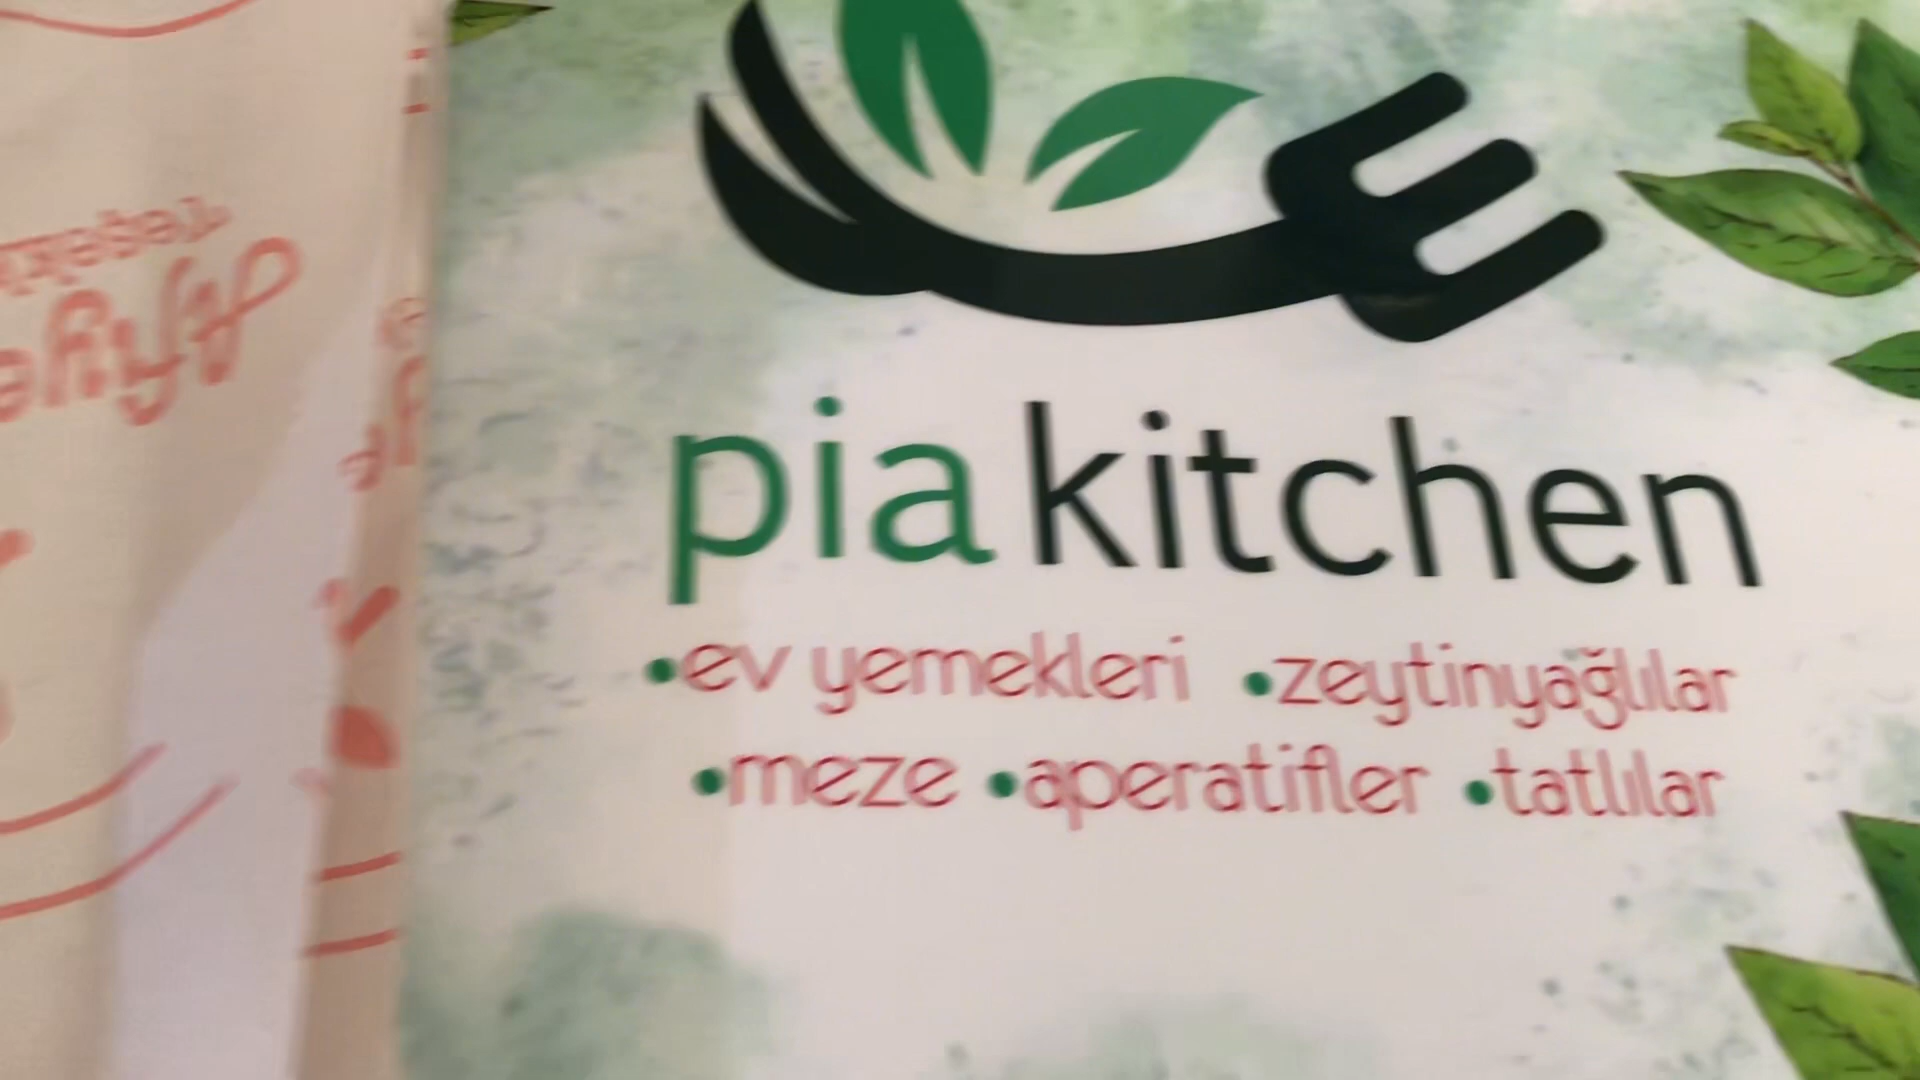 pia kitchen
•ev yemekleri •zeytinyağlılar
•meze •aperatifler •tatlılar